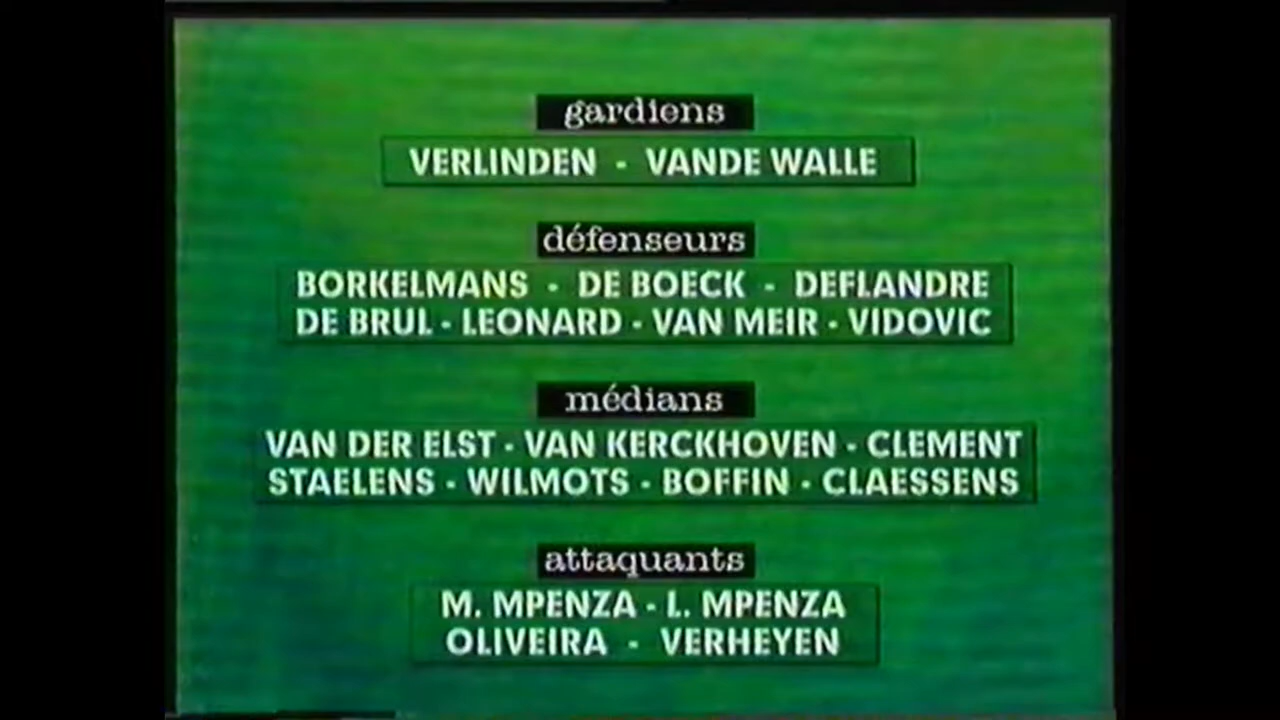 gardiens
VERLINDEN - VANDE WALLE
défenseurs
BORKELMANS - DE BOECK - DEFLANDRE
DE BRUL - LEONARD - VAN MEIR - VIDOVIC
médians
VAN DER ELST - VAN KERCKHOVEN - CLEMENT
STAELENS - WILMOTS - BOFFIN - CLAESSENS
attaquants
M. MPENZA - L. MPENZA
OLIVEIRA - VERHEYEN